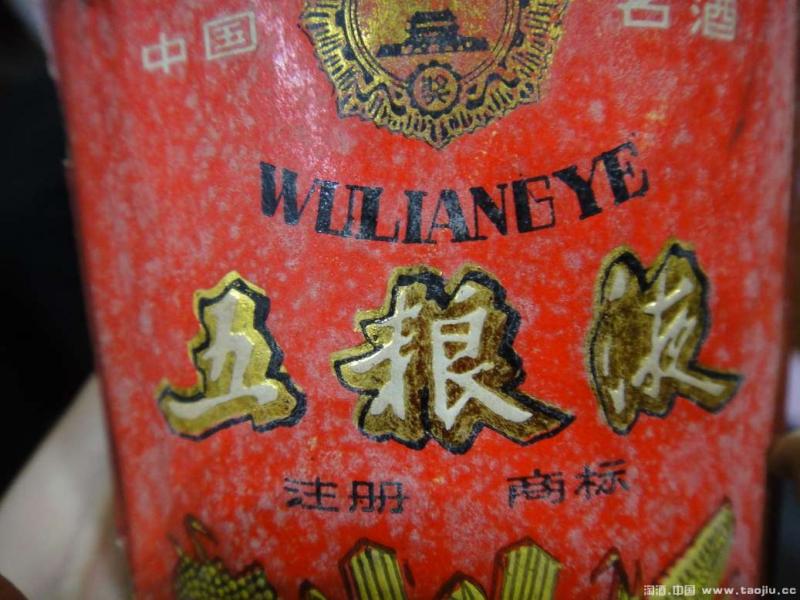 中国 名酒
奖
WULIANGYE
五粮液
注册 商标
淘酒.中国 www.taojiu.cc